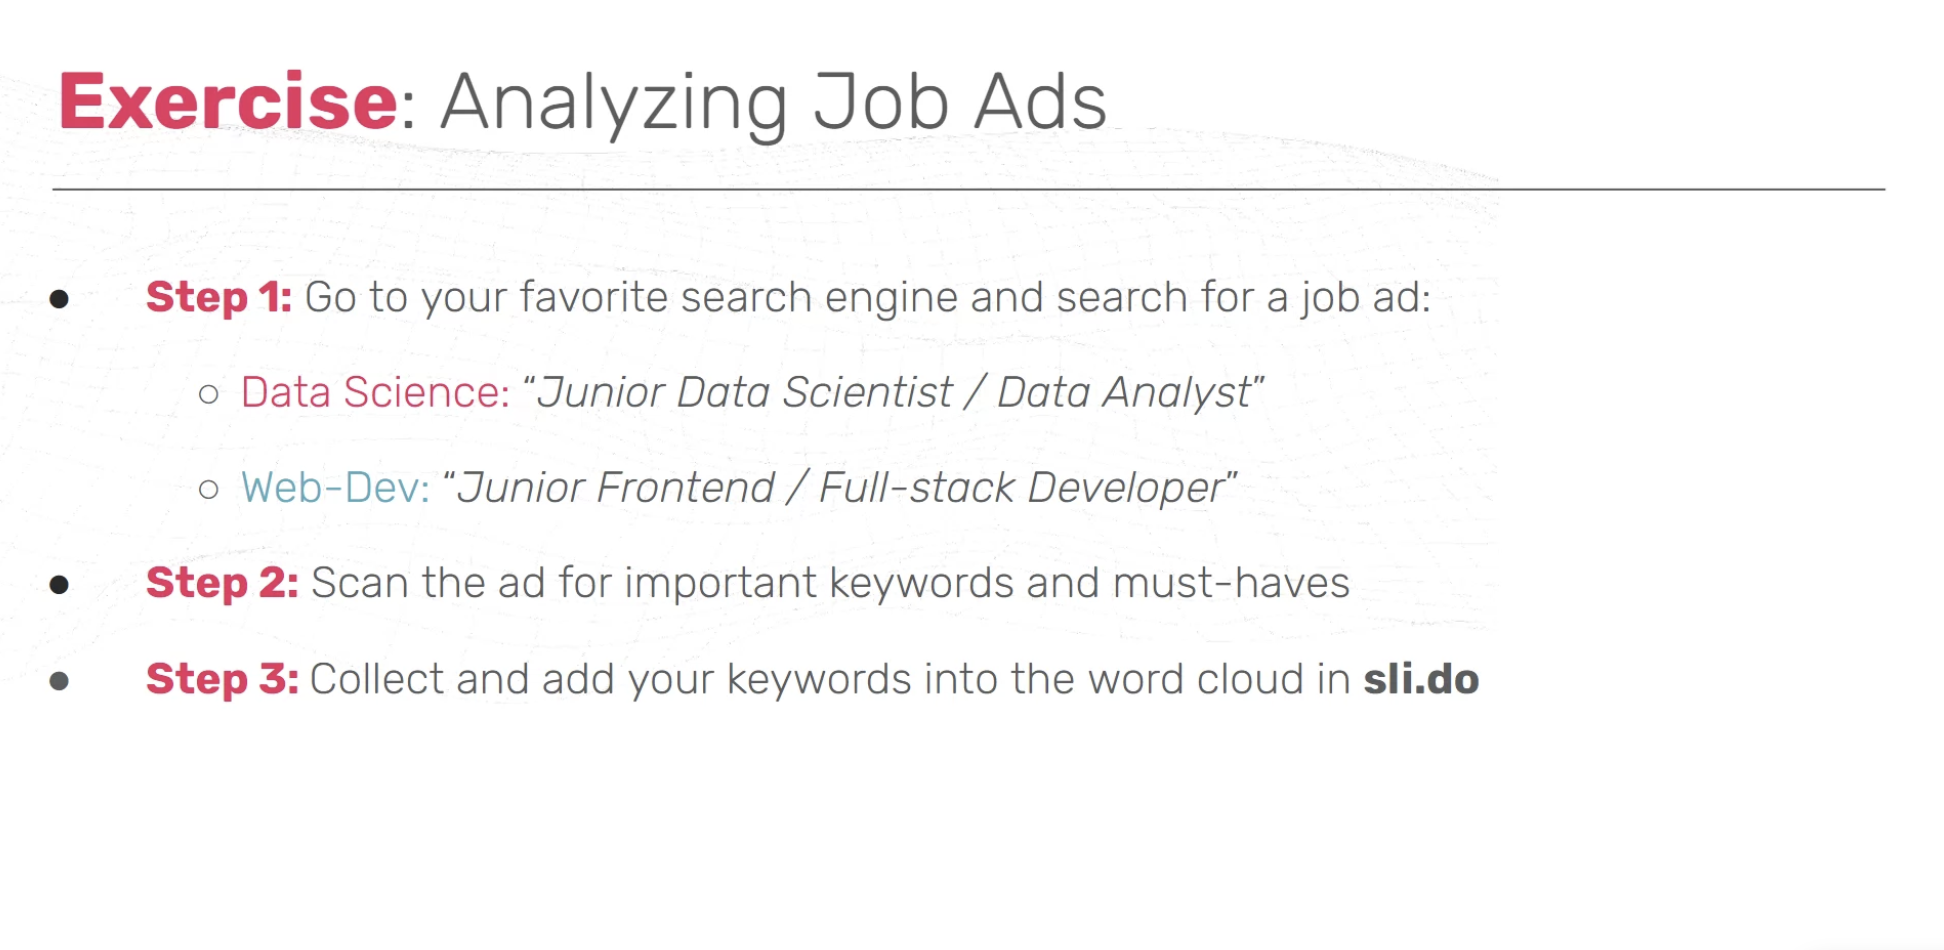 Exercise: Analyzing Job Ads
● Step 1: Go to your favorite search engine and search for a job ad:
○ Data Science: “Junior Data Scientist / Data Analyst”
○ Web-Dev: “Junior Frontend / Full-stack Developer”
● Step 2: Scan the ad for important keywords and must-haves
● Step 3: Collect and add your keywords into the word cloud in sli.do